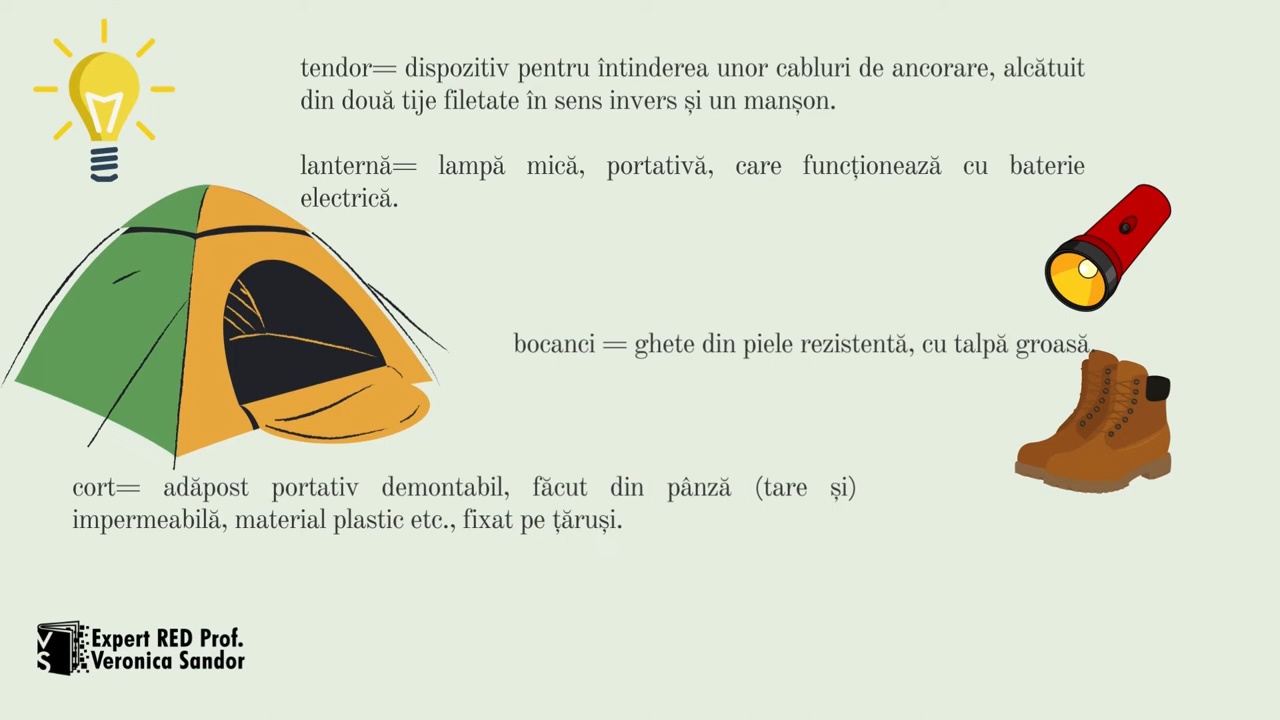 tendor= dispozitiv pentru întinderea unor cabluri de ancorare, alcătuit
din două tije filetate în sens invers și un manșon.
lanternă= lampă mică, portativă, care funcționează cu baterie
electrică.
bocanci = ghete din piele rezistentă, cu talpă groasă.
cort= adăpost portativ demontabil, făcut din pânză (tare și)
impermeabilă, material plastic etc., fixat pe țăruși.
VS
Expert RED Prof.
Veronica Sandor